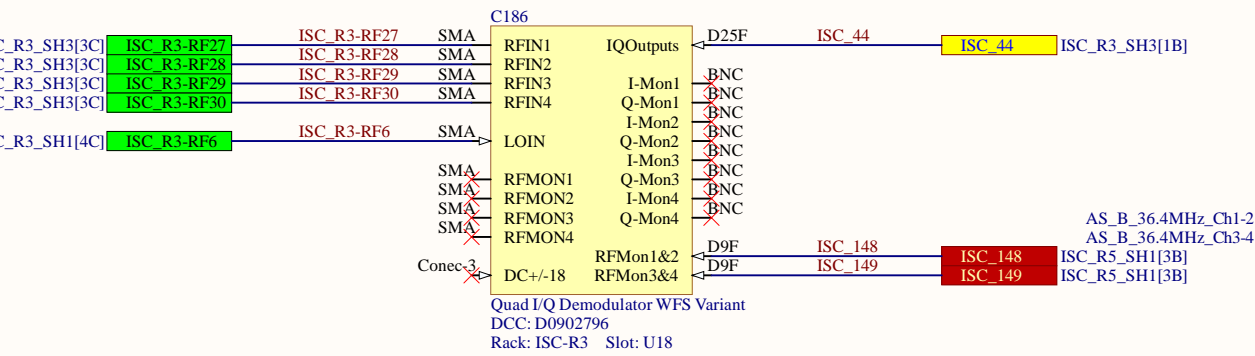 C186
C_R3_SH3[3C] ISC_R3-RF27 ISC_R3-RF27 SMA RFIN1 IQOutputs D25F ISC_44 ISC_44 ISC_R3_SH3[1B]
C_R3_SH3[3C] ISC_R3-RF28 ISC_R3-RF28 SMA RFIN2
C_R3_SH3[3C] ISC_R3-RF29 ISC_R3-RF29 SMA RFIN3 I-Mon1 BNC
C_R3_SH3[3C] ISC_R3-RF30 ISC_R3-RF30 SMA RFIN4 Q-Mon1 BNC
I-Mon2 BNC
C_R3_SH1[4C] ISC_R3-RF6 ISC_R3-RF6 SMA LOIN Q-Mon2 BNC
I-Mon3 BNC
SMA RFMON1 Q-Mon3 BNC
SMA RFMON2 I-Mon4 BNC
SMA RFMON3 Q-Mon4 BNC
AS_B_36.4MHz_Ch1-2
SMA RFMON4
AS_B_36.4MHz_Ch3-4
RFMon1&2 D9F ISC_148 ISC_148 ISC_R5_SH1[3B]
Conec-3 DC+/-18 RFMon3&4 D9F ISC_149 ISC_149 ISC_R5_SH1[3B]
Quad I/Q Demodulator WFS Variant
DCC: D0902796
Rack: ISC-R3 Slot: U18